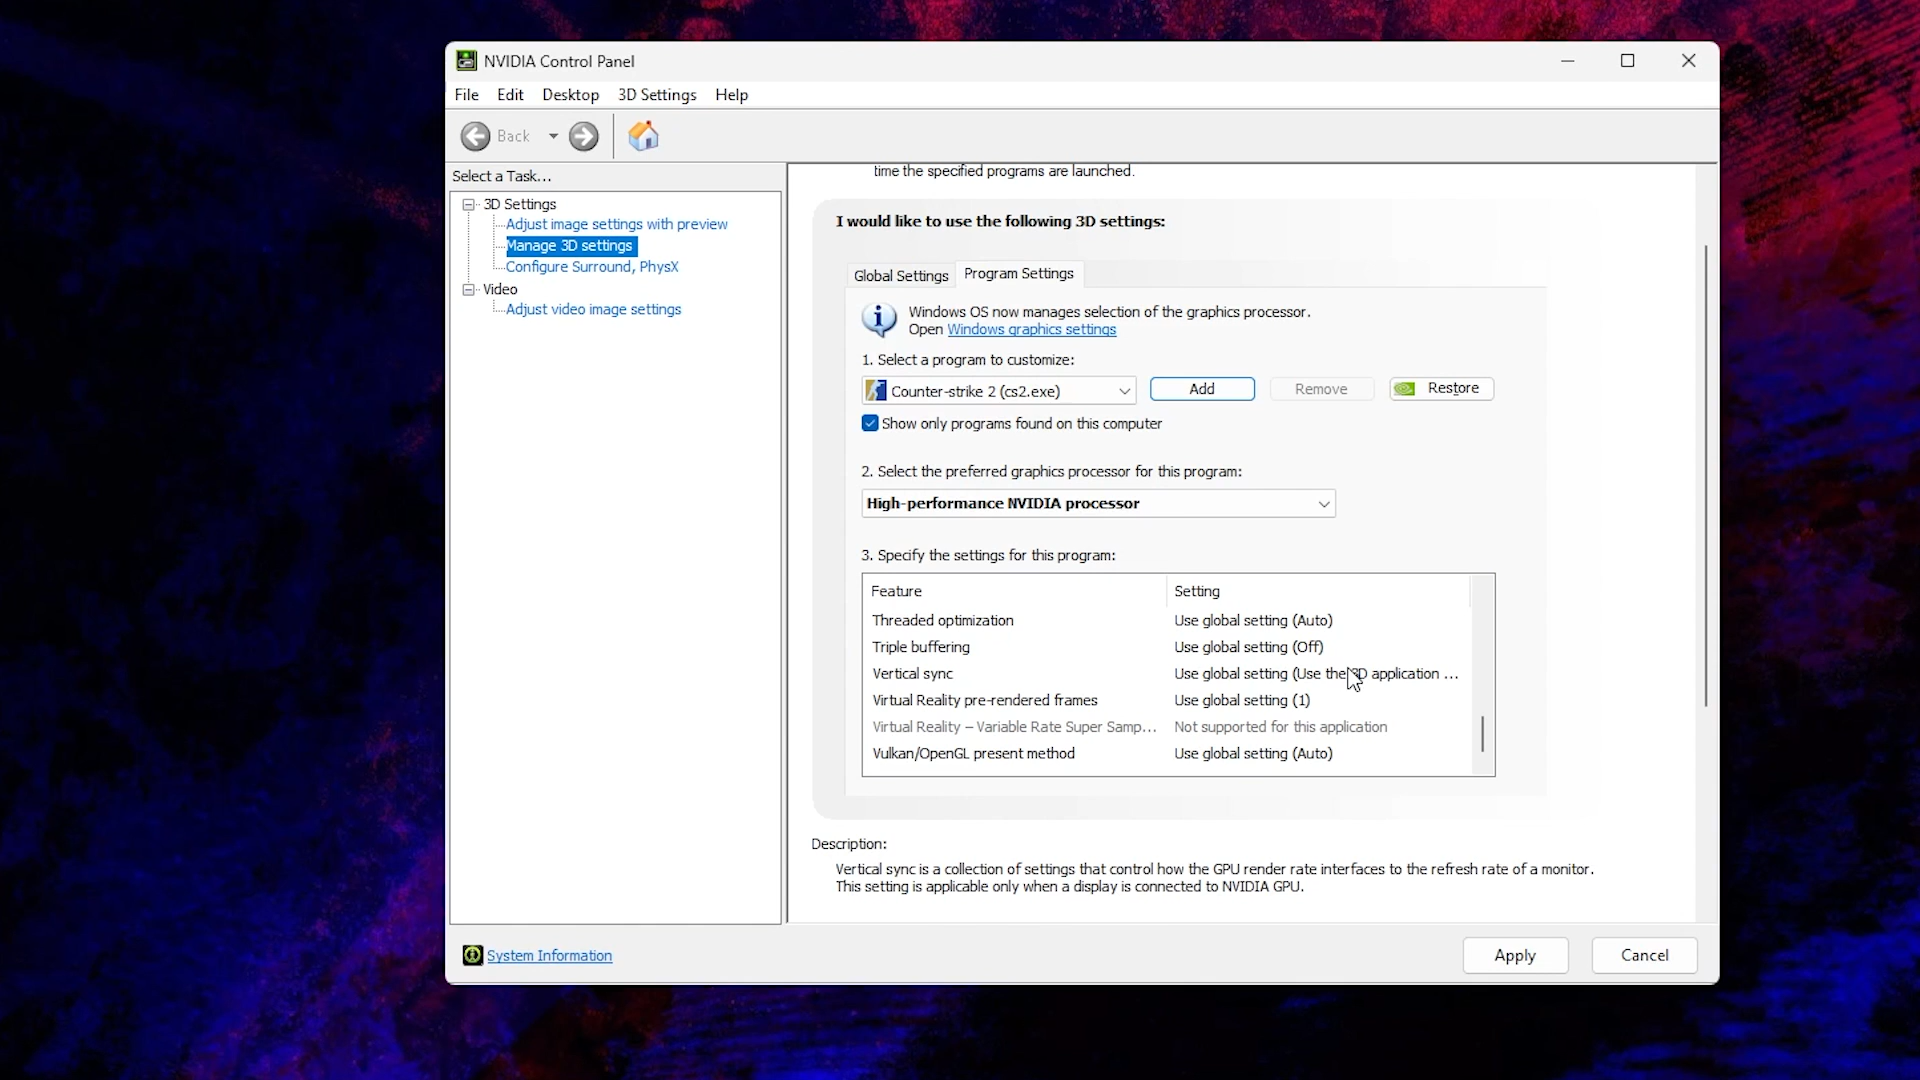 NVIDIA Control Panel
File Edit Desktop 3D Settings Help
Back
Select a Task...
3D Settings
Adjust image settings with preview
Manage 3D settings
Configure Surround, PhysX
Video
Adjust video image settings
time the specified programs are launched.
I would like to use the following 3D settings:
Global Settings Program Settings
Windows OS now manages selection of the graphics processor.
Open Windows graphics settings
1. Select a program to customize:
Counter-strike 2 (cs2.exe) Add Remove Restore
Show only programs found on this computer
2. Select the preferred graphics processor for this program:
High-performance NVIDIA processor
3. Specify the settings for this program:
Feature Setting
Threaded optimization Use global setting (Auto)
Triple buffering Use global setting (Off)
Vertical sync Use global setting (Use the 3D application ...
Virtual Reality pre-rendered frames Use global setting (1)
Virtual Reality – Variable Rate Super Samp... Not supported for this application
Vulkan/OpenGL present method Use global setting (Auto)
Description:
Vertical sync is a collection of settings that control how the GPU render rate interfaces to the refresh rate of a monitor.
This setting is applicable only when a display is connected to NVIDIA GPU.
System Information
Apply Cancel